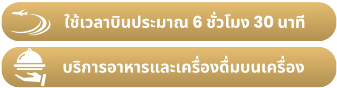 ใช้เวลาบินประมาณ 6 ชั่วโมง 30 นาที
บริการอาหารและเครื่องดื่มบนเครื่อง